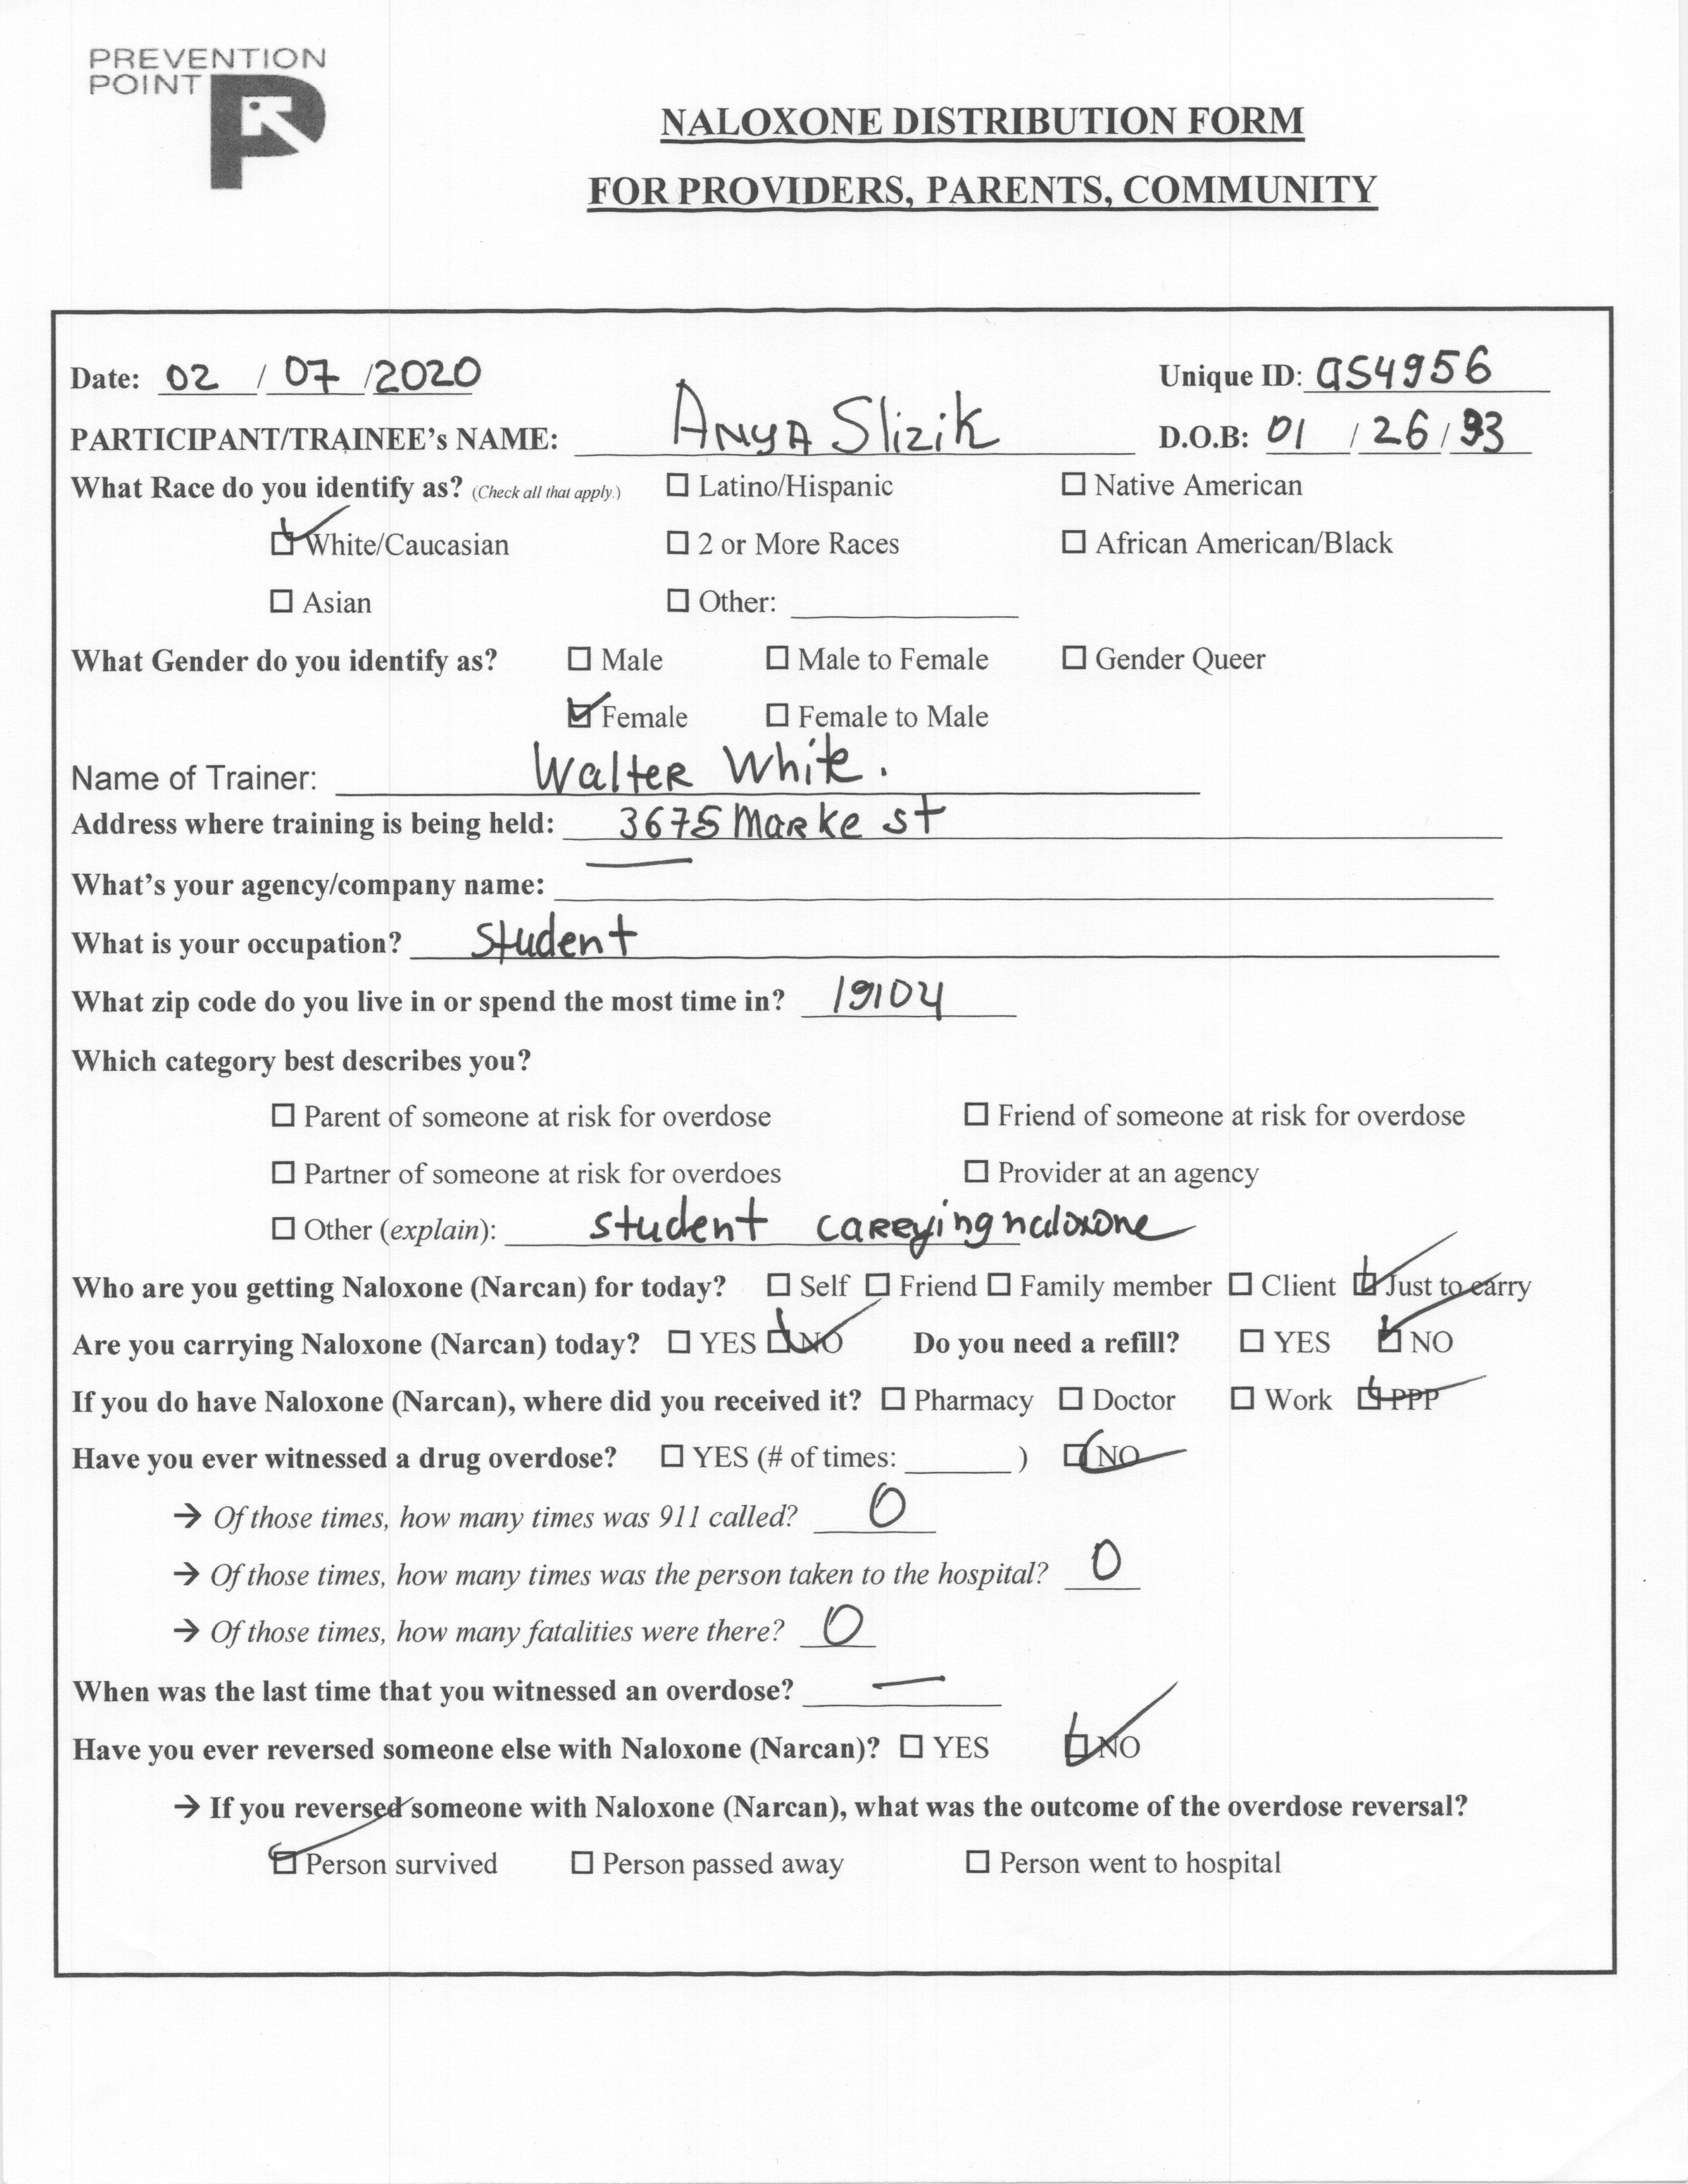 PREVENTION
POINT
NALOXONE DISTRIBUTION FORM
FOR PROVIDERS, PARENTS, COMMUNITY
Date: 02 / 07 / 2020 Unique ID: as4956
PARTICIPANT/TRAINEE's NAME: Anya Slizik D.O.B: 01 / 26 / 93
What Race do you identify as? (Check all that apply.) ☐ Latino/Hispanic ☐ Native American
☑ White/Caucasian ☐ 2 or More Races ☐ African American/Black
☐ Asian ☐ Other: ____
What Gender do you identify as? ☐ Male ☐ Male to Female ☐ Gender Queer
☑ Female ☐ Female to Male
Name of Trainer: Walter White.
Address where training is being held: 3675 Marke st
What's your agency/company name: —
What is your occupation? Student
What zip code do you live in or spend the most time in? 19104
Which category best describes you?
☐ Parent of someone at risk for overdose ☐ Friend of someone at risk for overdose
☐ Partner of someone at risk for overdoes ☐ Provider at an agency
☐ Other (explain): student carrying naloxone
Who are you getting Naloxone (Narcan) for today? ☐ Self ☐ Friend ☐ Family member ☐ Client ☑ Just to carry
Are you carrying Naloxone (Narcan) today? ☐ YES ☑ NO Do you need a refill? ☐ YES ☑ NO
If you do have Naloxone (Narcan), where did you received it? ☐ Pharmacy ☐ Doctor ☐ Work ☑ PPP
Have you ever witnessed a drug overdose? ☐ YES (# of times: ____ ) ☑ NO
→ Of those times, how many times was 911 called? 0
→ Of those times, how many times was the person taken to the hospital? 0
→ Of those times, how many fatalities were there? 0
When was the last time that you witnessed an overdose? —
Have you ever reversed someone else with Naloxone (Narcan)? ☐ YES ☑ NO
→ If you reversed someone with Naloxone (Narcan), what was the outcome of the overdose reversal?
☑ Person survived ☐ Person passed away ☐ Person went to hospital